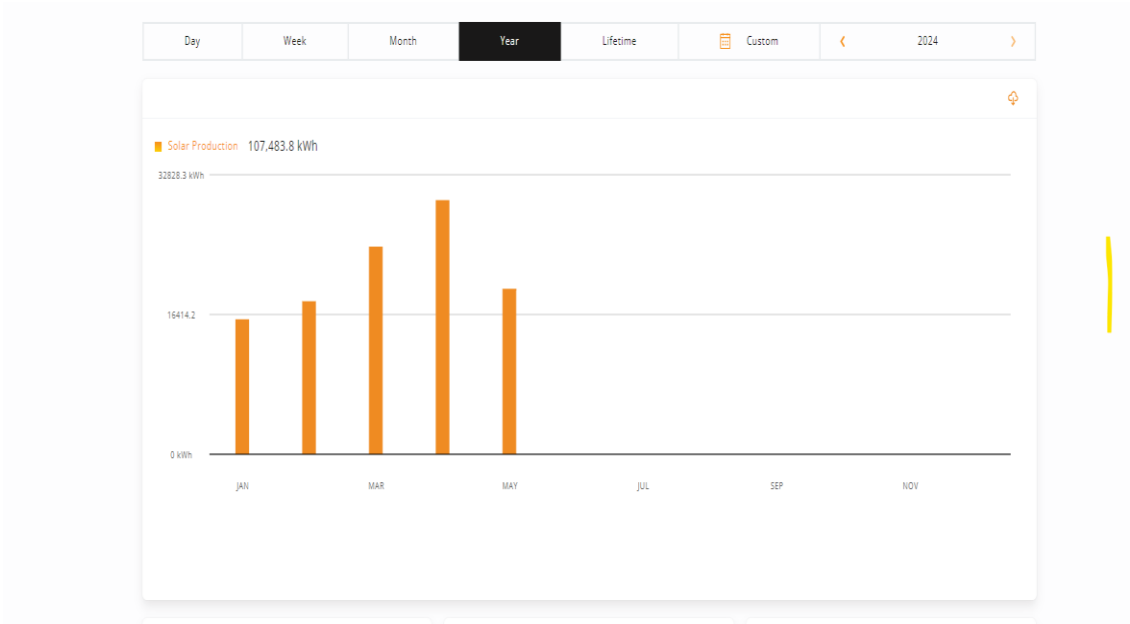 Day Week Month Year Lifetime Custom 2024
Solar Production 107,483.8 kWh
32828.3 kWh
16414.2
0 kWh
JAN MAR MAY JUL SEP NOV